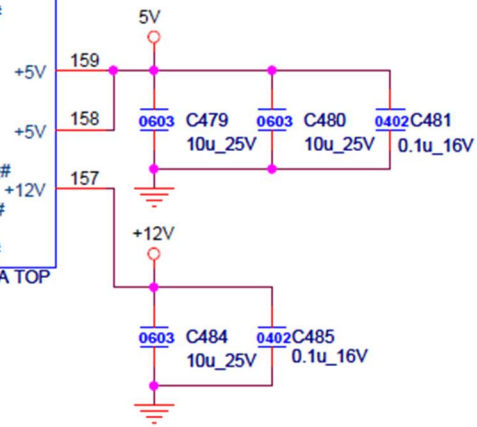 #
5V
159
+5V
0603 C479 0603 C480 0402 C481
10u_25V 10u_25V 0.1u_16V
158
+5V
#
157
+12V
#
+12V
A TOP
0603 C484 0402 C485
10u_25V 0.1u_16V